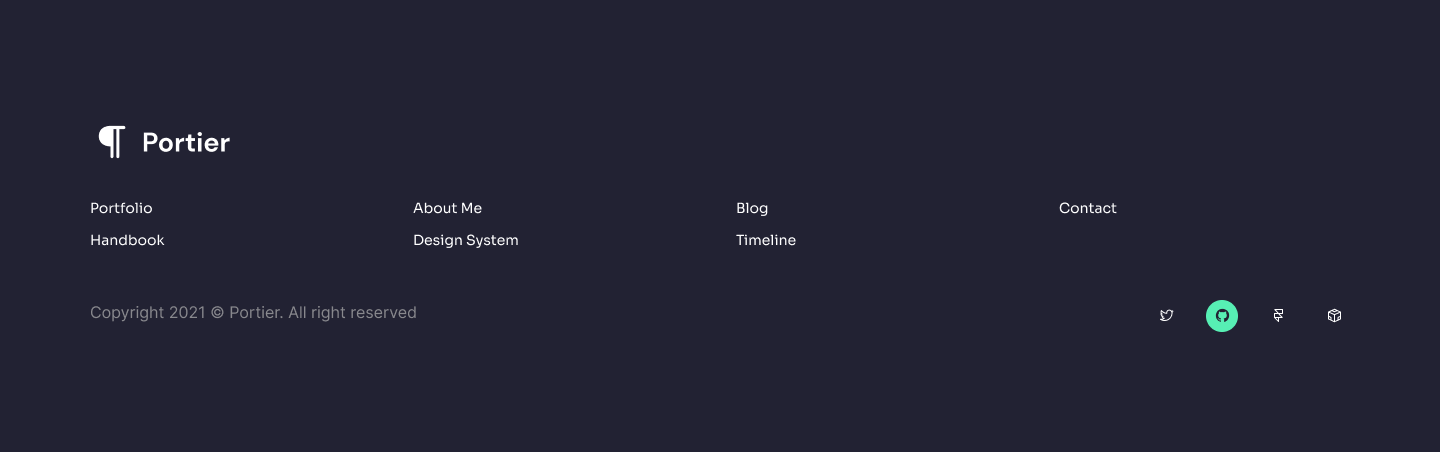 ¶ Portier
Portfolio
About Me
Blog
Contact
Handbook
Design System
Timeline
Copyright 2021 © Portier. All right reserved